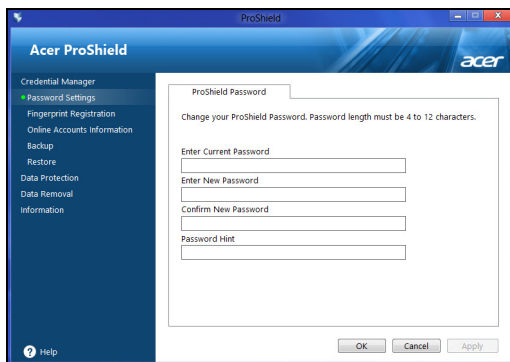 ProShield
Acer ProShield
acer
Credential Manager
Password Settings
Fingerprint Registration
Online Accounts Information
Backup
Restore
Data Protection
Data Removal
Information
Help
ProShield Password
Change your ProShield Password. Password length must be 4 to 12 characters.
Enter Current Password
Enter New Password
Confirm New Password
Password Hint
OK Cancel Apply